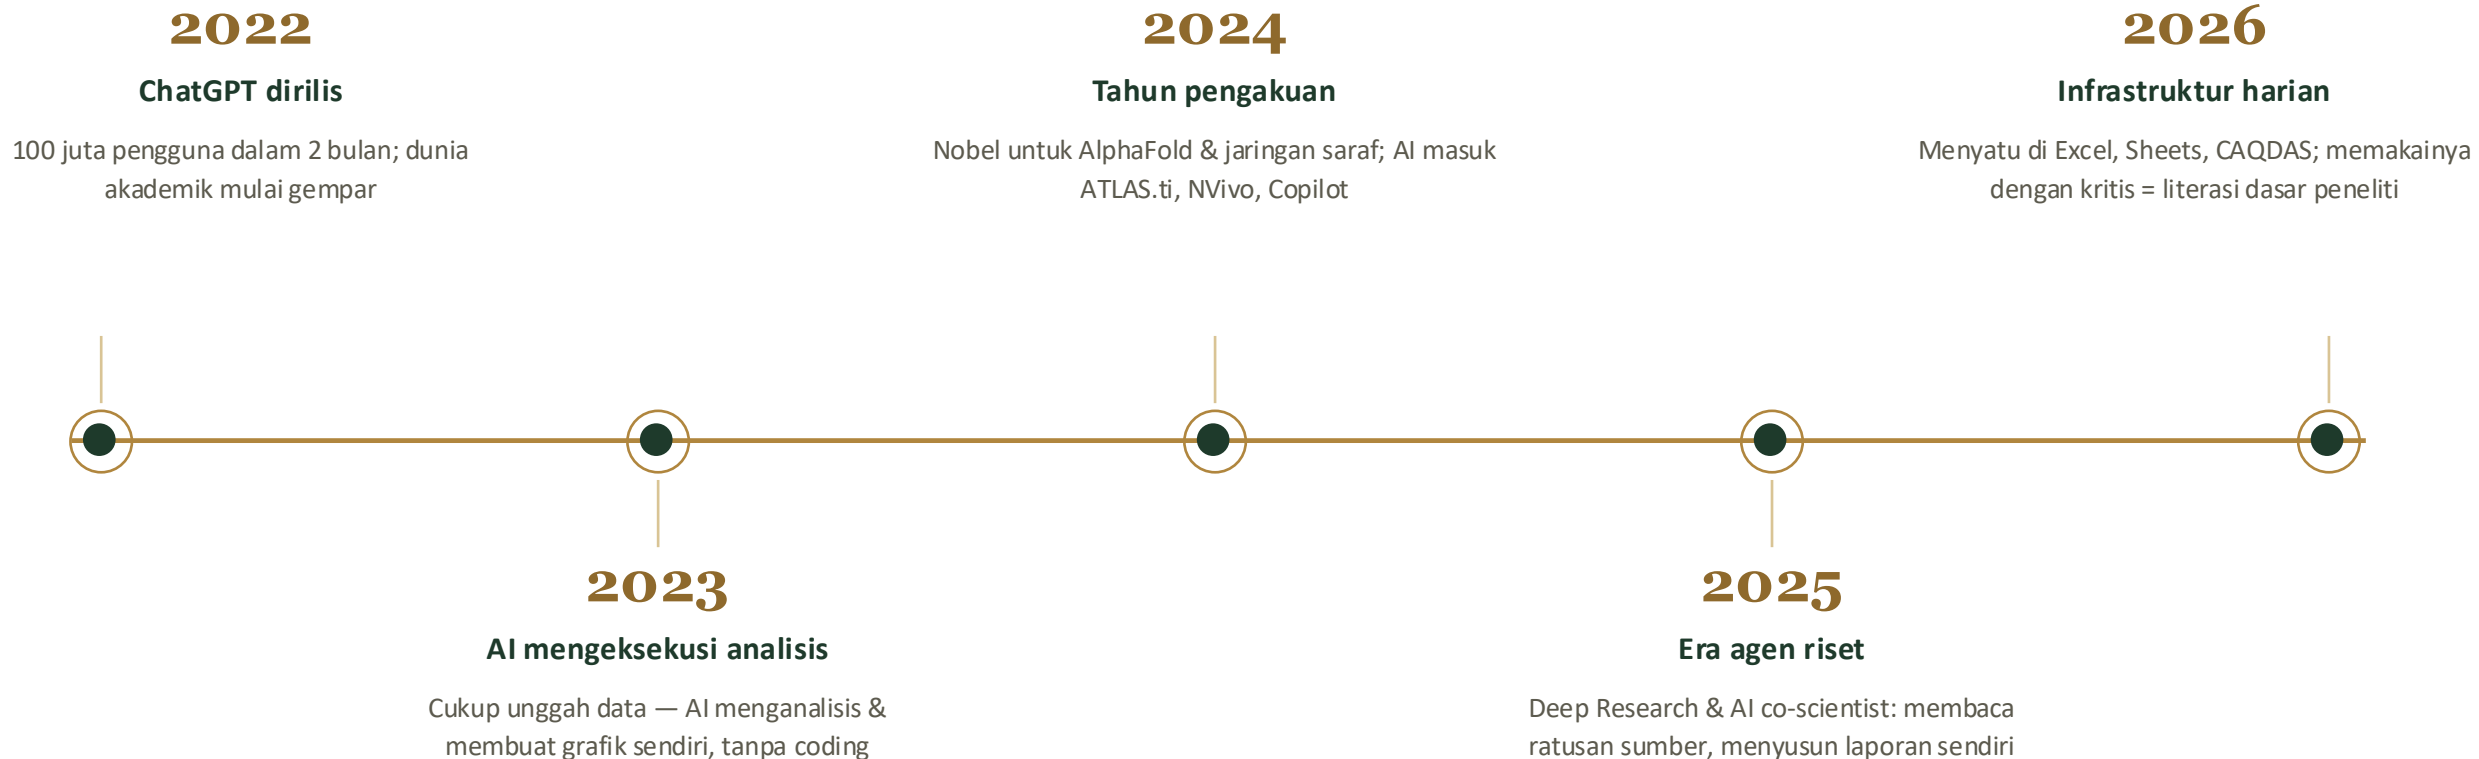 2022
ChatGPT dirilis
100 juta pengguna dalam 2 bulan; dunia
akademik mulai gempar
2023
AI mengeksekusi analisis
Cukup unggah data — AI menganalisis &
membuat grafik sendiri, tanpa coding
2024
Tahun pengakuan
Nobel untuk AlphaFold & jaringan saraf; AI masuk
ATLAS.ti, NVivo, Copilot
2025
Era agen riset
Deep Research & AI co-scientist: membaca
ratusan sumber, menyusun laporan sendiri
2026
Infrastruktur harian
Menyatu di Excel, Sheets, CAQDAS; memakainya
dengan kritis = literasi dasar peneliti